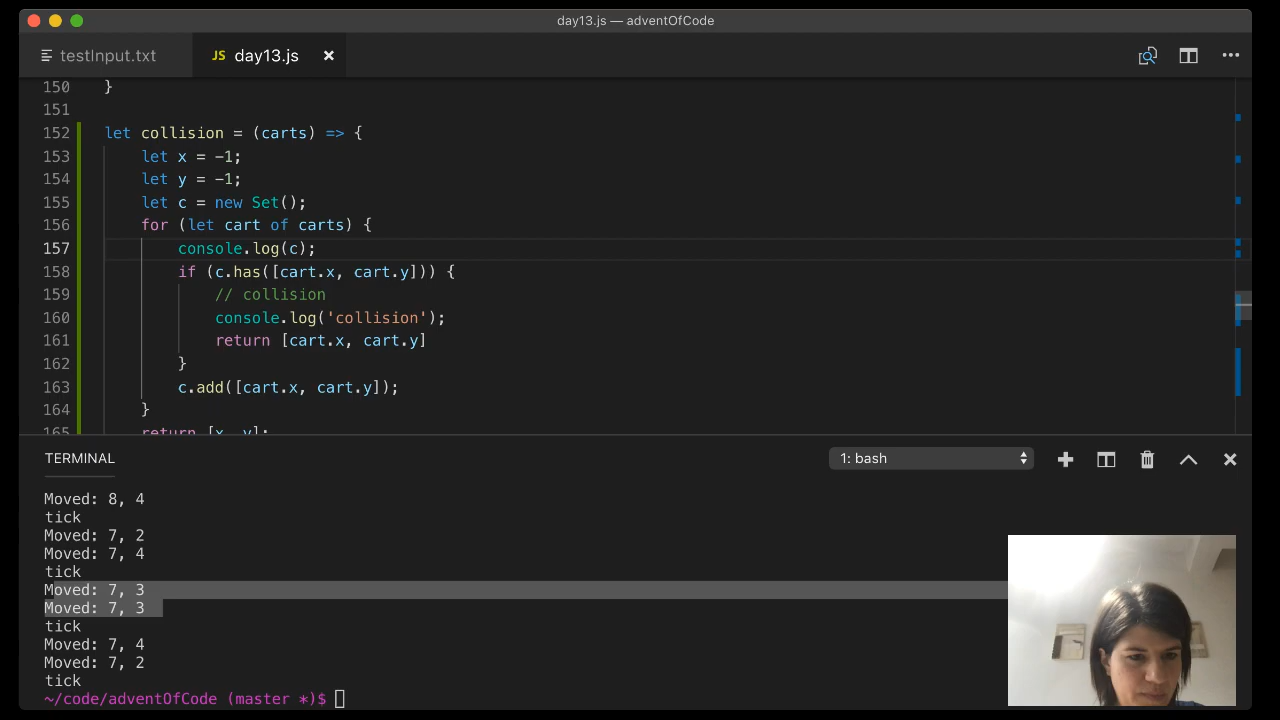 day13.js — adventOfCode
testInput.txt
JS day13.js ×
150 }
151
152 let collision = (carts) => {
153 let x = -1;
154 let y = -1;
155 let c = new Set();
156 for (let cart of carts) {
157 console.log(c);
158 if (c.has([cart.x, cart.y])) {
159 // collision
160 console.log('collision');
161 return [cart.x, cart.y]
162 }
163 c.add([cart.x, cart.y]);
164 }
165 return [x, y];
TERMINAL
1: bash
Moved: 8, 4
tick
Moved: 7, 2
Moved: 7, 4
tick
Moved: 7, 3
Moved: 7, 3
tick
Moved: 7, 4
Moved: 7, 2
tick
~/code/adventOfCode (master *)$